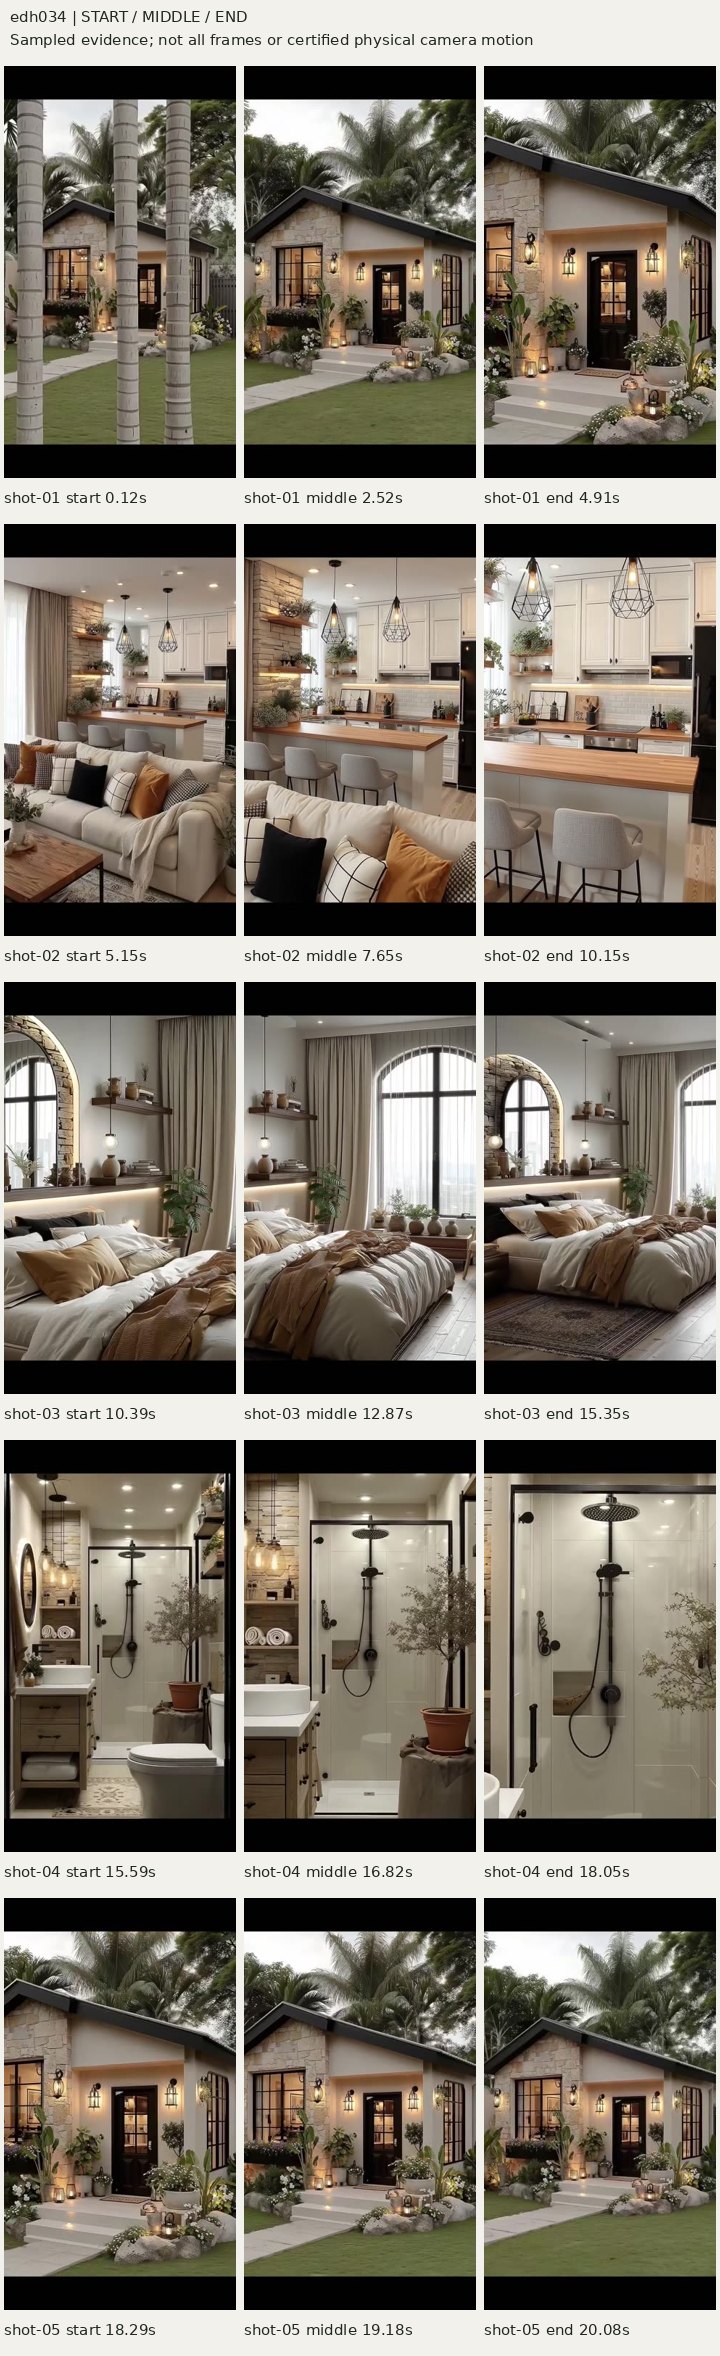 edh034 | START / MIDDLE / END
Sampled evidence; not all frames or certified physical camera motion
shot-01 start 0.12s
shot-01 middle 2.52s
shot-01 end 4.91s
shot-02 start 5.15s
shot-02 middle 7.65s
shot-02 end 10.15s
shot-03 start 10.39s
shot-03 middle 12.87s
shot-03 end 15.35s
shot-04 start 15.59s
shot-04 middle 16.82s
shot-04 end 18.05s
shot-05 start 18.29s
shot-05 middle 19.18s
shot-05 end 20.08s